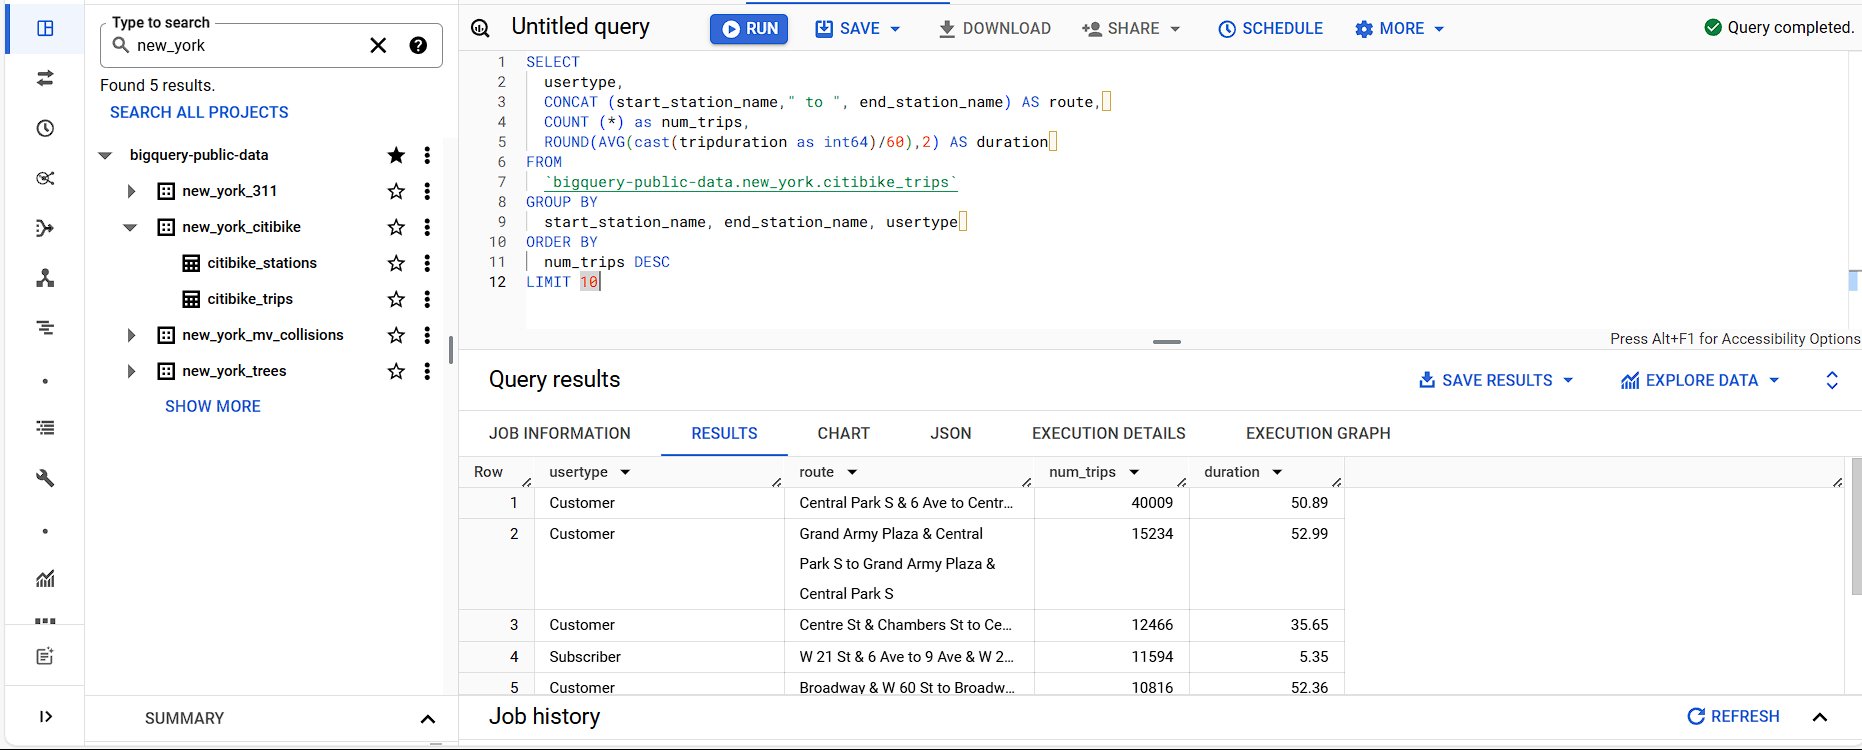 Type to search
new_york
Found 5 results.
SEARCH ALL PROJECTS
bigquery-public-data
new_york_311
new_york_citibike
citibike_stations
citibike_trips
new_york_mv_collisions
new_york_trees
SHOW MORE
SUMMARY
Untitled query
RUN
SAVE
DOWNLOAD
SHARE
SCHEDULE
MORE
Query completed.
1 SELECT
2 usertype,
3 CONCAT (start_station_name," to ", end_station_name) AS route,
4 COUNT (*) as num_trips,
5 ROUND(AVG(cast(tripduration as int64)/60),2) AS duration
6 FROM
7 `bigquery-public-data.new_york.citibike_trips`
8 GROUP BY
9 start_station_name, end_station_name, usertype
10 ORDER BY
11 num_trips DESC
12 LIMIT 10
Press Alt+F1 for Accessibility Options
Query results
SAVE RESULTS
EXPLORE DATA
JOB INFORMATION
RESULTS
CHART
JSON
EXECUTION DETAILS
EXECUTION GRAPH
Row usertype route num_trips duration
1 Customer Central Park S & 6 Ave to Centr... 40009 50.89
2 Customer Grand Army Plaza & Central 15234 52.99
Park S to Grand Army Plaza &
Central Park S
3 Customer Centre St & Chambers St to Ce... 12466 35.65
4 Subscriber W 21 St & 6 Ave to 9 Ave & W 2... 11594 5.35
5 Customer Broadway & W 60 St to Broadw... 10816 52.36
Job history
REFRESH